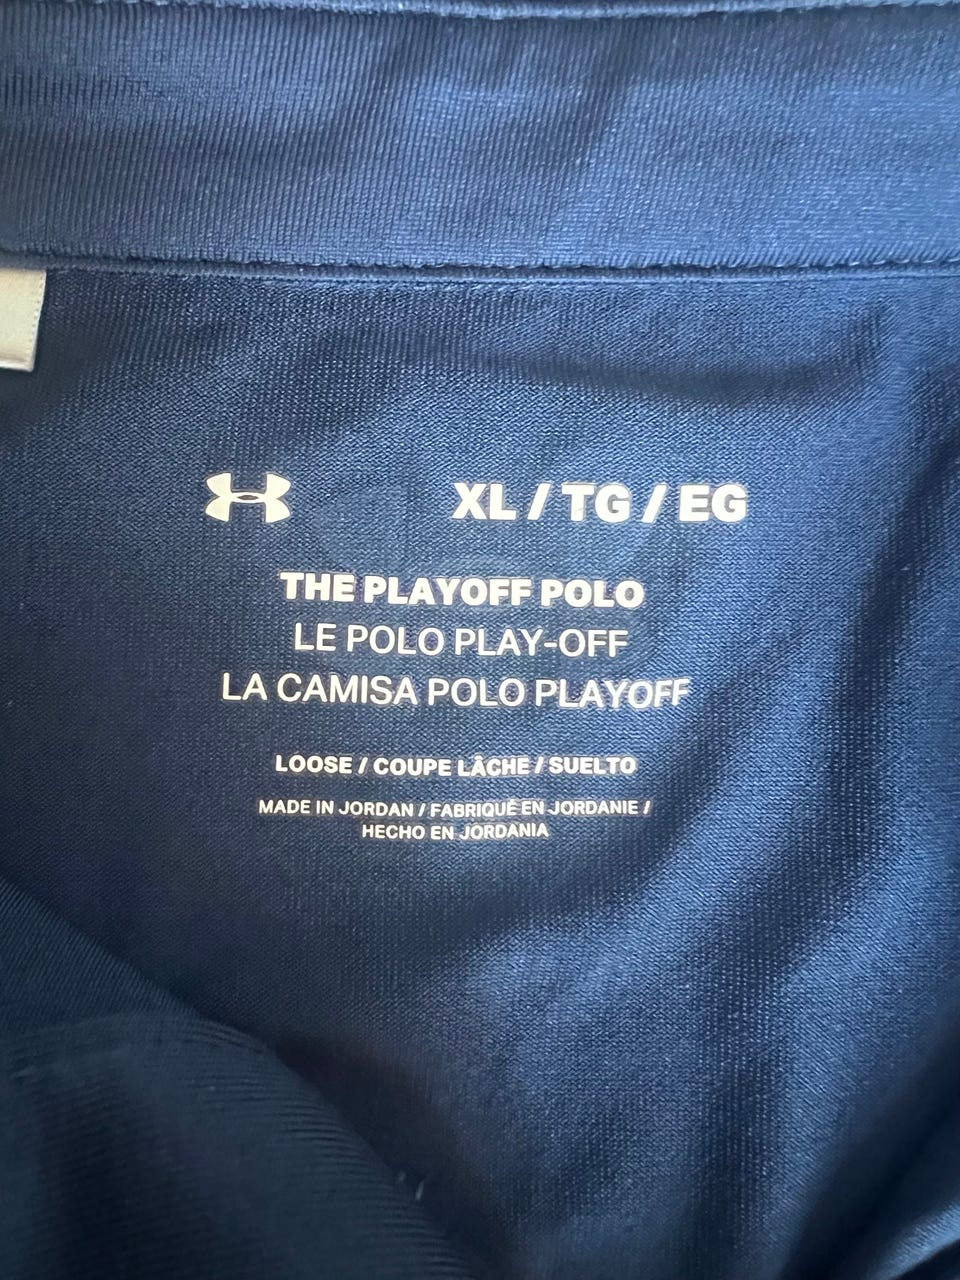 XL / TG / EG
THE PLAYOFF POLO
LE POLO PLAY-OFF
LA CAMISA POLO PLAYOFF
LOOSE / COUPE LÂCHE / SUELTO
MADE IN JORDAN / FABRIQUÉ EN JORDANIE /
HECHO EN JORDANIA